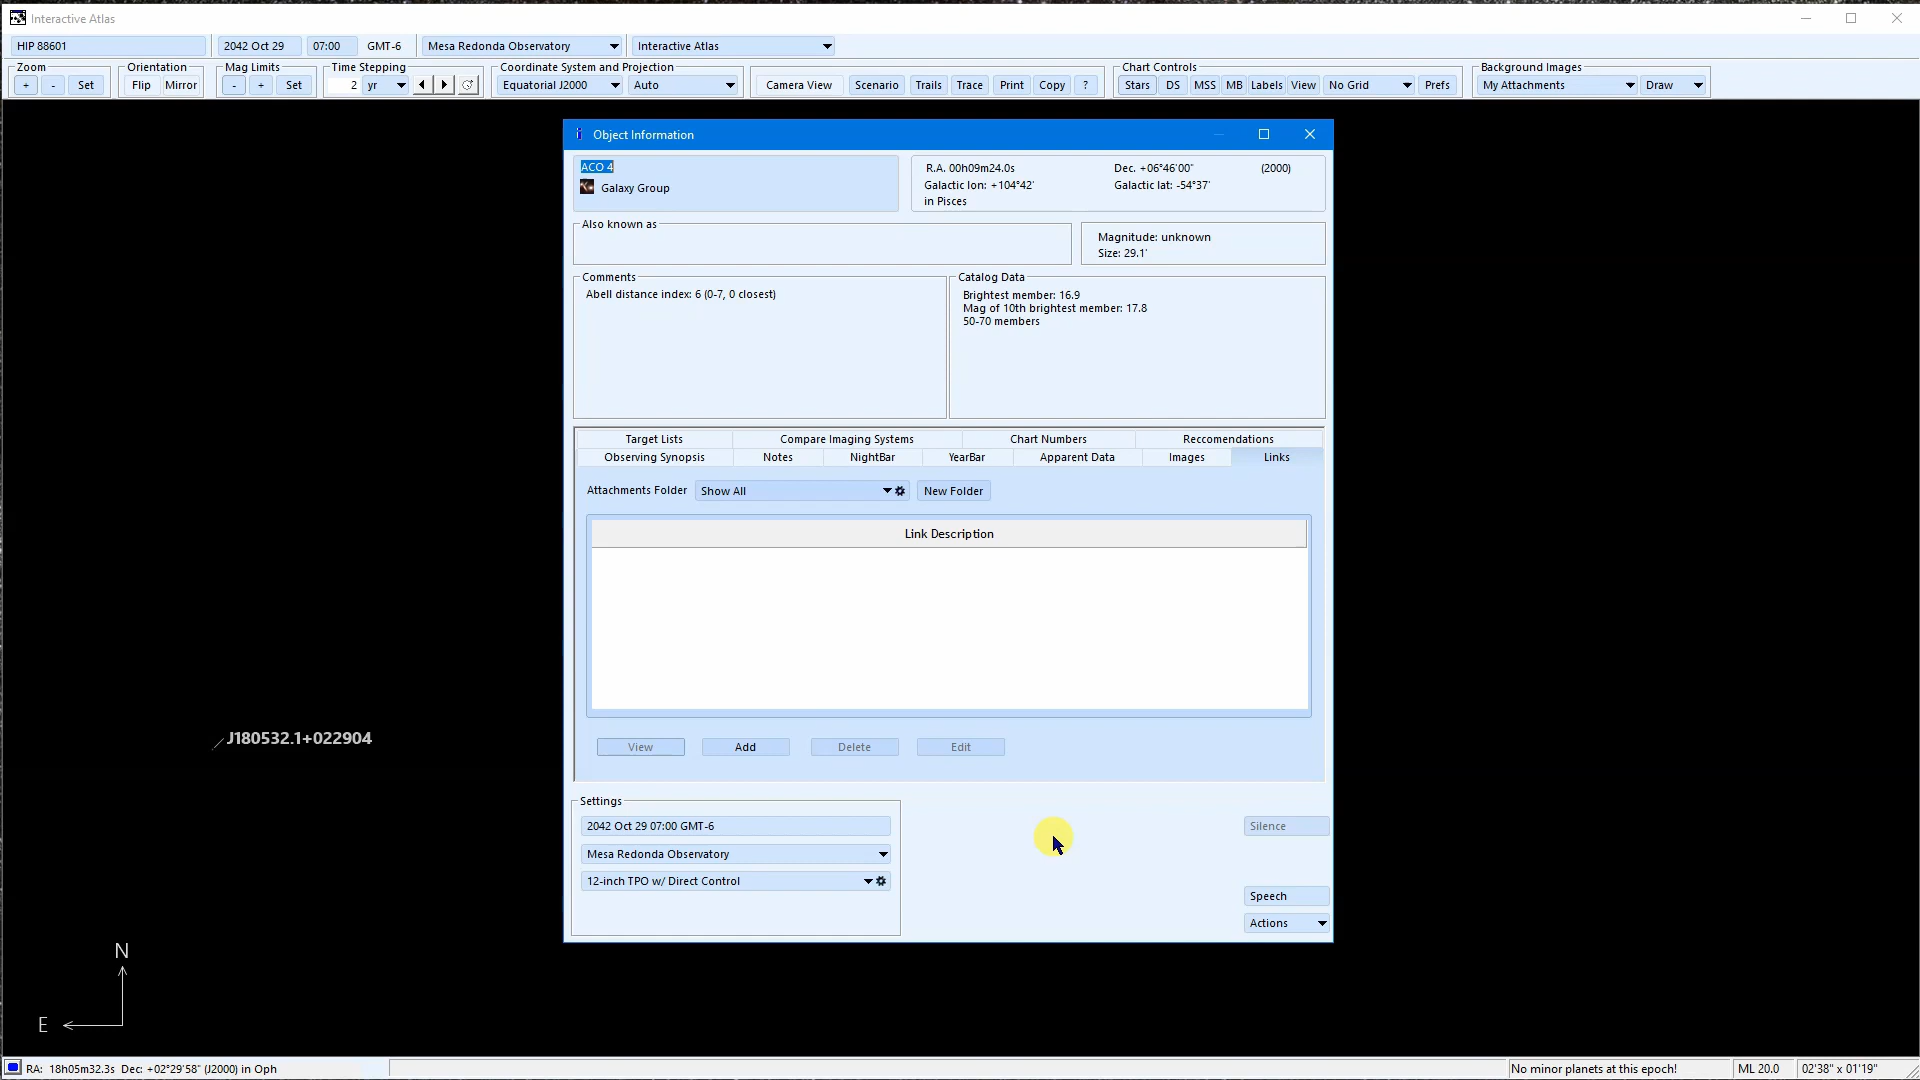 Interactive Atlas
HIP 88601
2042 Oct 29
07:00
GMT-6
Mesa Redonda Observatory
Interactive Atlas
Zoom
Orientation
Mag Limits
Time Stepping
Coordinate System and Projection
Chart Controls
Background Images
+
-
Set
Flip
Mirror
-
+
Set
2
yr
Equatorial J2000
Auto
Camera View
Scenario
Trails
Trace
Print
Copy
?
Stars
DS
MSS
MB
Labels
View
No Grid
Prefs
My Attachments
Draw
i Object Information
ACO 4
Galaxy Group
R.A. 00h09m24.0s Dec. +06°46'00" (2000)
Galactic lon: +104°42' Galactic lat: -54°37'
in Pisces
Also known as
Magnitude: unknown
Size: 29.1'
Comments
Abell distance index: 6 (0-7, 0 closest)
Catalog Data
Brightest member: 16.9
Mag of 10th brightest member: 17.8
50-70 members
Target Lists
Compare Imaging Systems
Chart Numbers
Reccomendations
Observing Synopsis
Notes
NightBar
YearBar
Apparent Data
Images
Links
Attachments Folder
Show All
New Folder
Link Description
View
Add
Delete
Edit
J180532.1+022904
Settings
2042 Oct 29 07:00 GMT-6
Mesa Redonda Observatory
12-inch TPO w/ Direct Control
Silence
Speech
Actions
N
E
RA: 18h05m32.3s Dec: +02°29'58" (J2000) in Oph
No minor planets at this epoch!
ML 20.0
02'38" x 01'19"